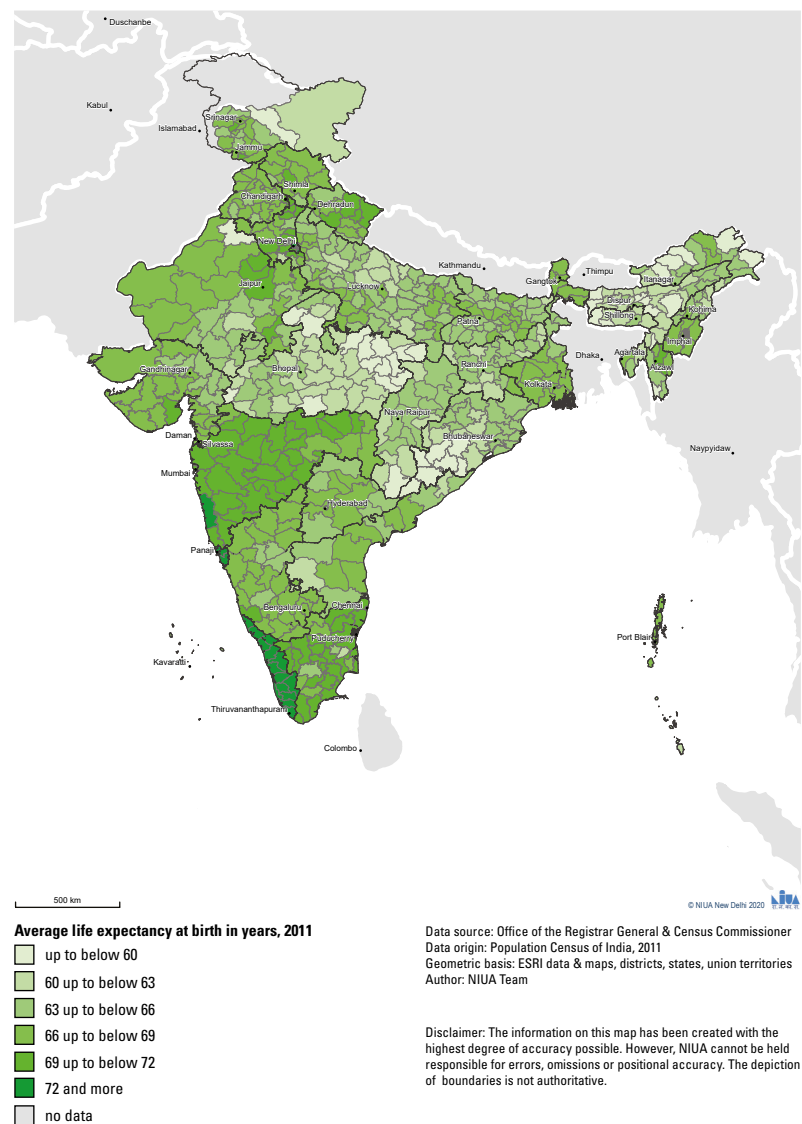 Duschanbe
Kabul
Srinagar
Islamabad
Jammu
Shimla
Chandigarh
Dehradun
New Delhi
Kathmandu
Thimpu
Gangtok
Itanagar
Jaipur
Lucknow
Dispur
Kohima
Shillong
Patna
Imphal
Gandhinagar
Bhopal
Ranchi
Dhaka
Agartala
Aizawl
Kolkata
Naya Raipur
Daman
Silvassa
Bhubaneswar
Naypyidaw
Mumbai
Hyderabad
Panaji
Bengaluru
Chennai
Puducherry
Port Blair
Kavaratti
Thiruvananthapuram
Colombo
500 km
© NIUA New Delhi 2020
NIUA
Average life expectancy at birth in years, 2011
up to below 60
60 up to below 63
63 up to below 66
66 up to below 69
69 up to below 72
72 and more
no data
Data source: Office of the Registrar General & Census Commissioner
Data origin: Population Census of India, 2011
Geometric basis: ESRI data & maps, districts, states, union territories
Author: NIUA Team
Disclaimer: The information on this map has been created with the
highest degree of accuracy possible. However, NIUA cannot be held
responsible for errors, omissions or positional accuracy. The depiction
of boundaries is not authoritative.